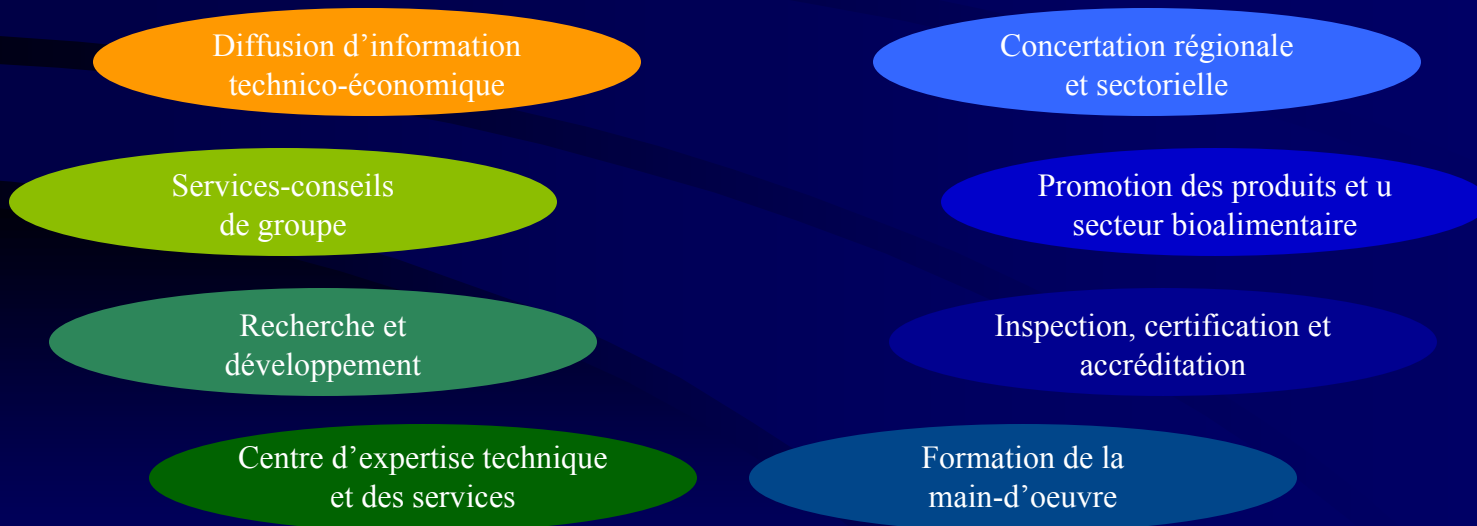 Diffusion d’information
technico-économique
Concertation régionale
et sectorielle
Services-conseils
de groupe
Promotion des produits et u
secteur bioalimentaire
Recherche et
développement
Inspection, certification et
accréditation
Centre d’expertise technique
et des services
Formation de la
main-d’oeuvre